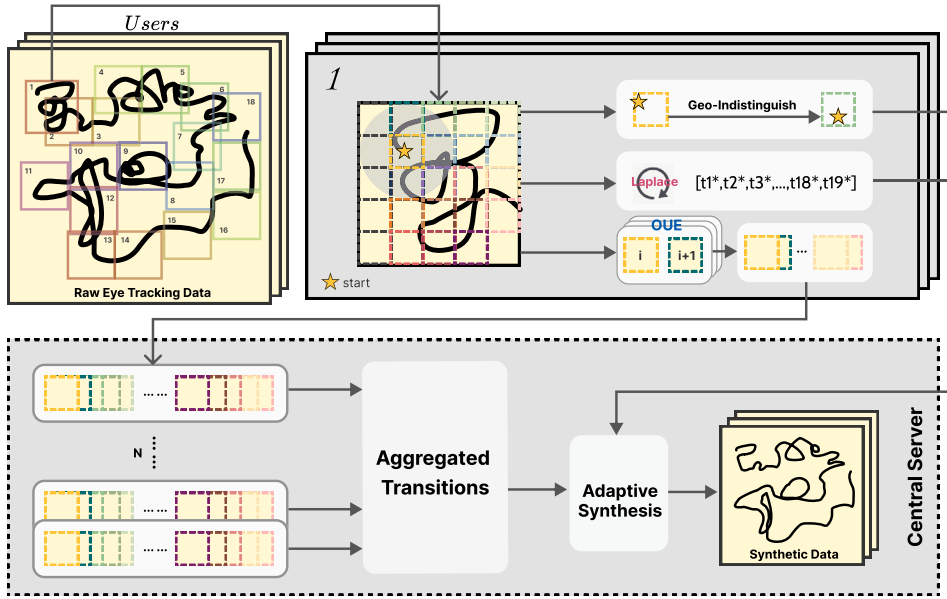 Users
1
2
3
4
5
6
7
8
9
10
11
12
13
14
15
16
17
18
Raw Eye Tracking Data
1
start
Geo-Indistinguish
Laplace
[t1*,t2*,t3*,...,t18*,t19*]
OUE
i
i+1
...
... ...
N
... ...
... ...
Aggregated
Transitions
Adaptive
Synthesis
Synthetic Data
Central Server